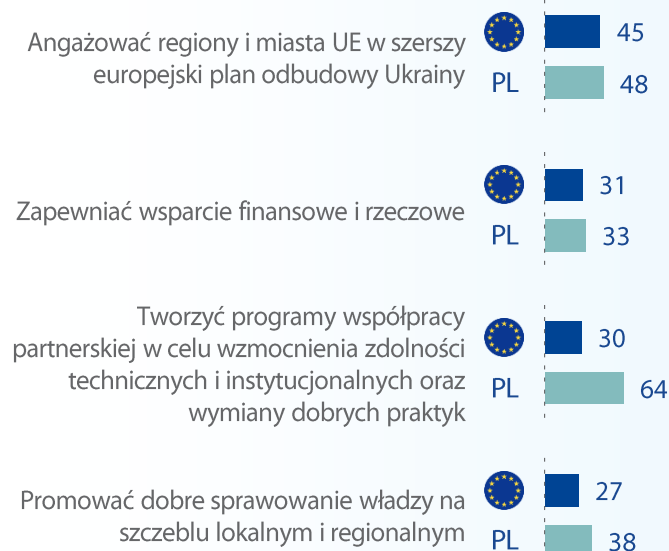 Angażować regiony i miasta UE w szerszy
europejski plan odbudowy Ukrainy
45
PL 48
Zapewniać wsparcie finansowe i rzeczowe
31
PL 33
Tworzyć programy współpracy
partnerskiej w celu wzmocnienia zdolności
technicznych i instytucjonalnych oraz
wymiany dobrych praktyk
30
PL 64
Promować dobre sprawowanie władzy na
szczeblu lokalnym i regionalnym
27
PL 38